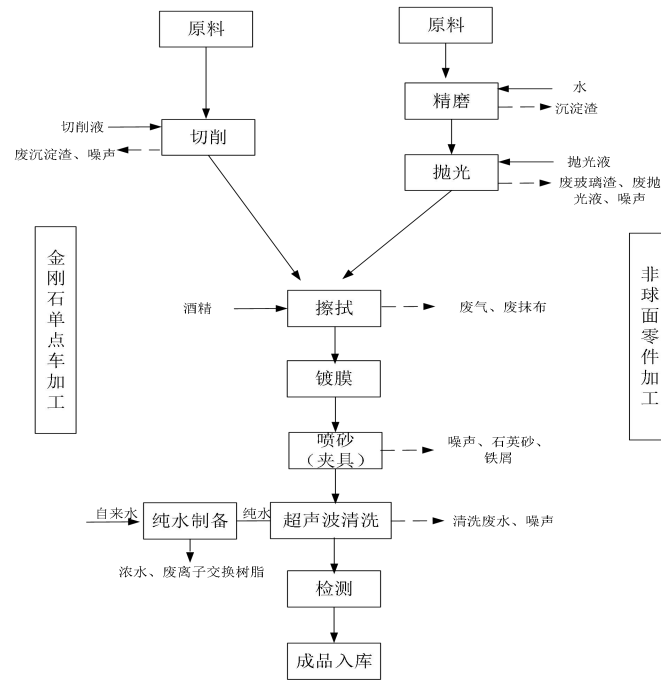 原料
原料
水
精磨
沉淀渣
切削液
切削
废沉淀渣、噪声
抛光液
抛光
废玻璃渣、废抛
光液、噪声
金刚石单点车加工
非球面零件加工
酒精
擦拭
废气、废抹布
镀膜
喷砂
（夹具）
噪声、石英砂、
铁屑
自来水
纯水制备
纯水
超声波清洗
清洗废水、噪声
浓水、废离子交换树脂
检测
成品入库